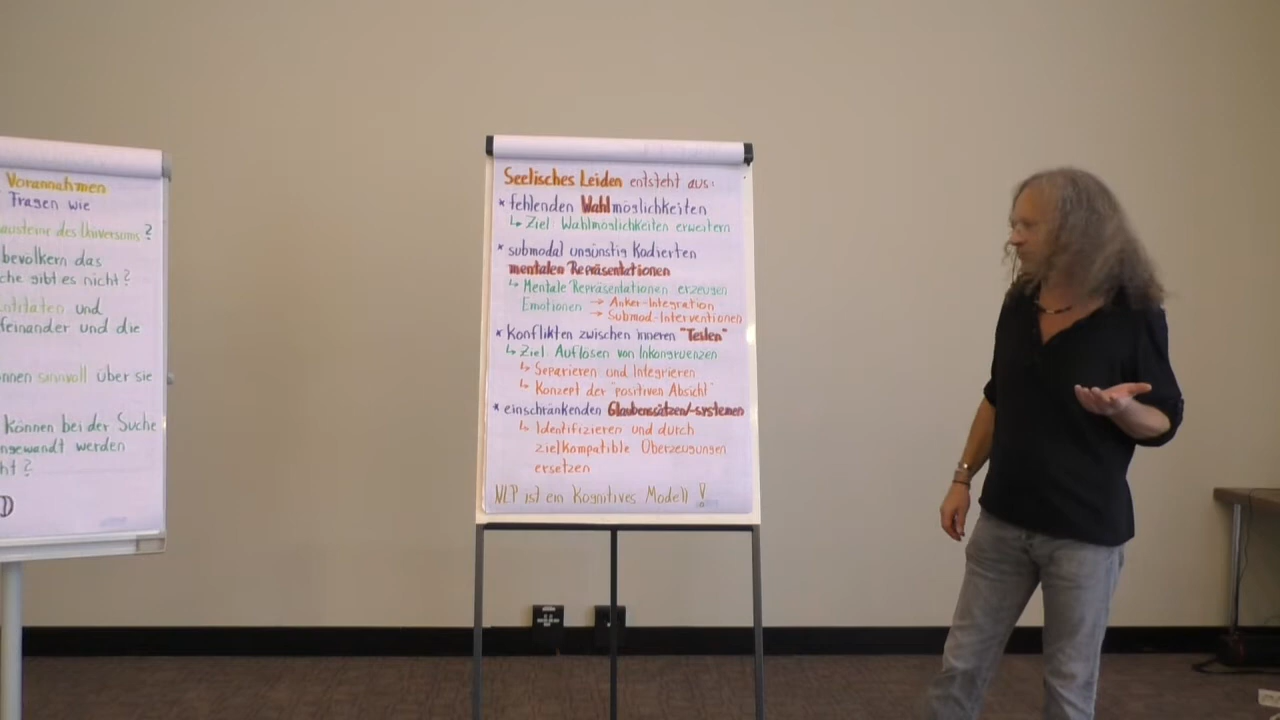 Vorannahmen
Fragen wie
austeine des Universums?
bevölkern das
che gibt es nicht?
Entitäten und
feinander und die
nnen sinnvoll über sie
können bei der Suche
ngewandt werden
ht?
Seelisches Leiden entsteht aus:
* fehlenden Wahlmöglichkeiten
↳ Ziel: Wahlmöglichkeiten erweitern
* submodal ungünstig kodierten
mentalen Repräsentationen
↳ Mentale Repräsentationen erzeugen
Emotionen → Anker-Integration
→ Submod-Interventionen
* Konflikten zwischen inneren "Teilen"
↳ Ziel: Auflösen von Inkongruenzen
↳ Separieren und Integrieren
↳ Konzept der "positiven Absicht"
* einschränkenden Glaubenssätzen/-systemen
↳ Identifizieren und durch
zielkompatible Überzeugungen
ersetzen
NLP ist ein Kognitives Modell!